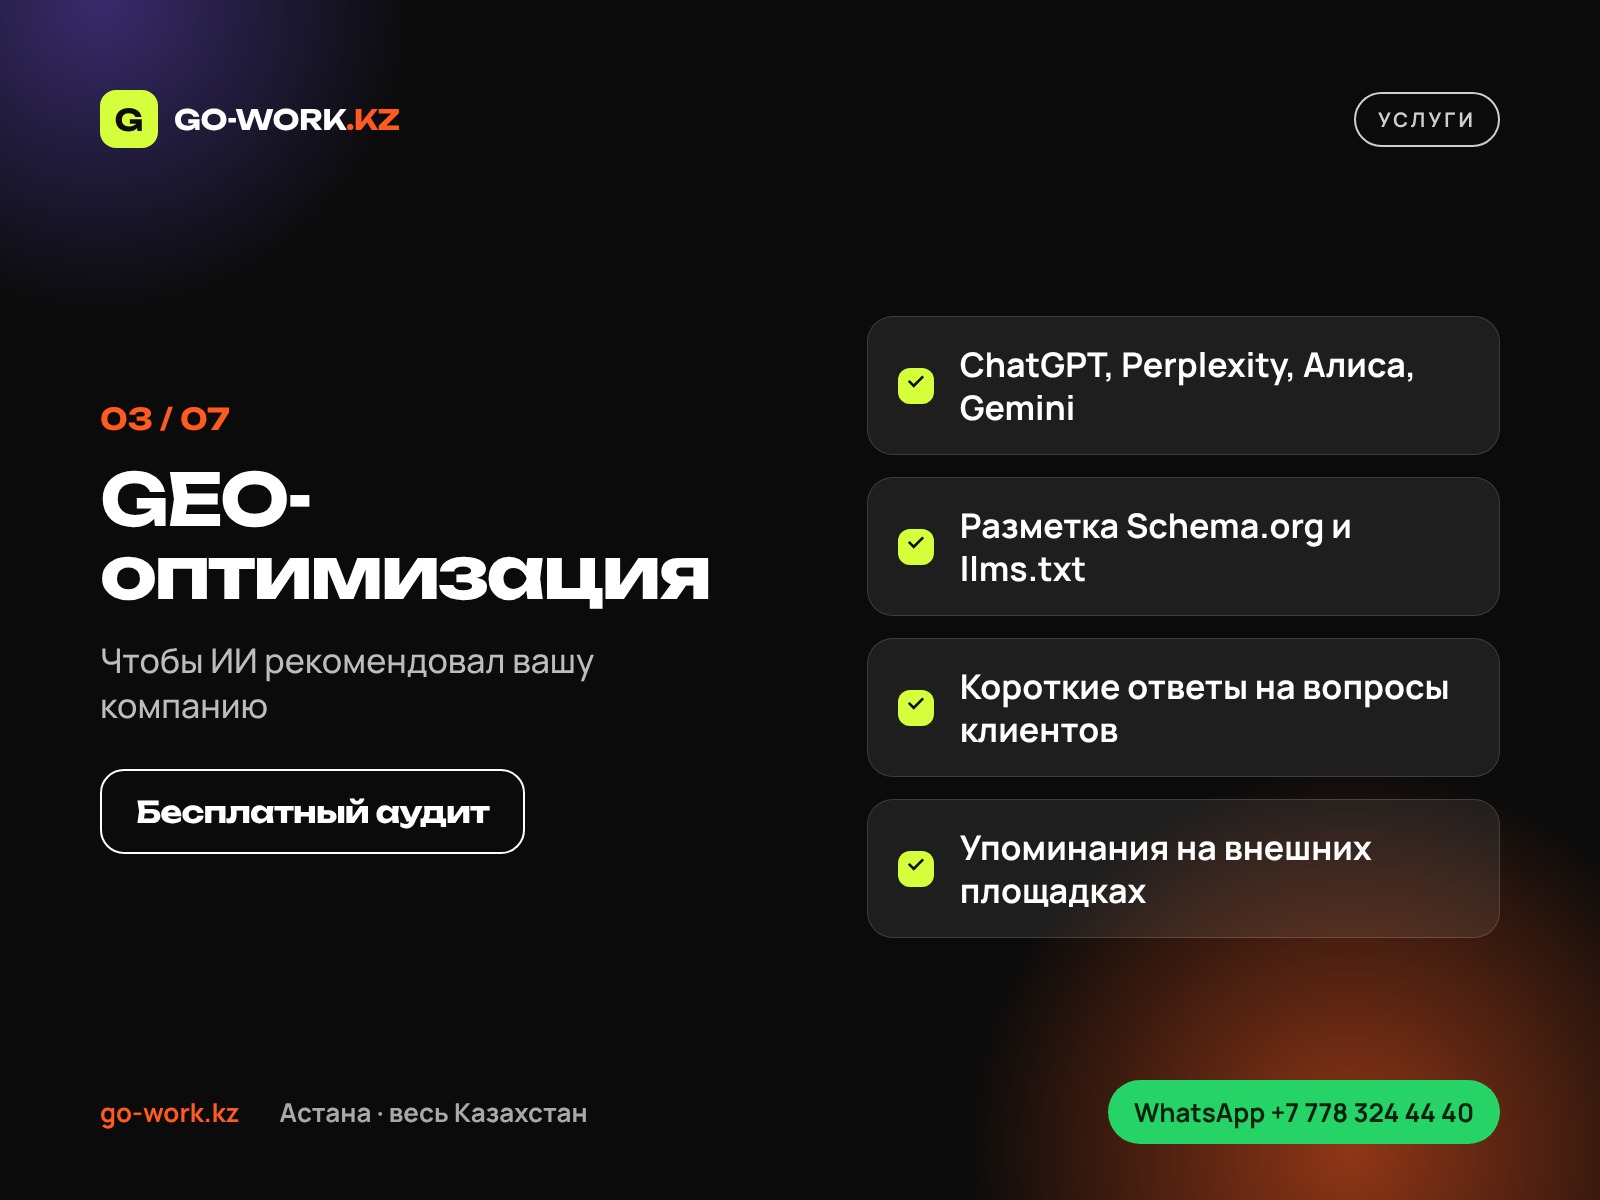 G GO-WORK.KZ
УСЛУГИ
03 / 07
GEO-
оптимизация
Чтобы ИИ рекомендовал вашу
компанию
Бесплатный аудит
ChatGPT, Perplexity, Алиса,
Gemini
Разметка Schema.org и
llms.txt
Короткие ответы на вопросы
клиентов
Упоминания на внешних
площадках
go-work.kz
Астана · весь Казахстан
WhatsApp +7 778 324 44 40